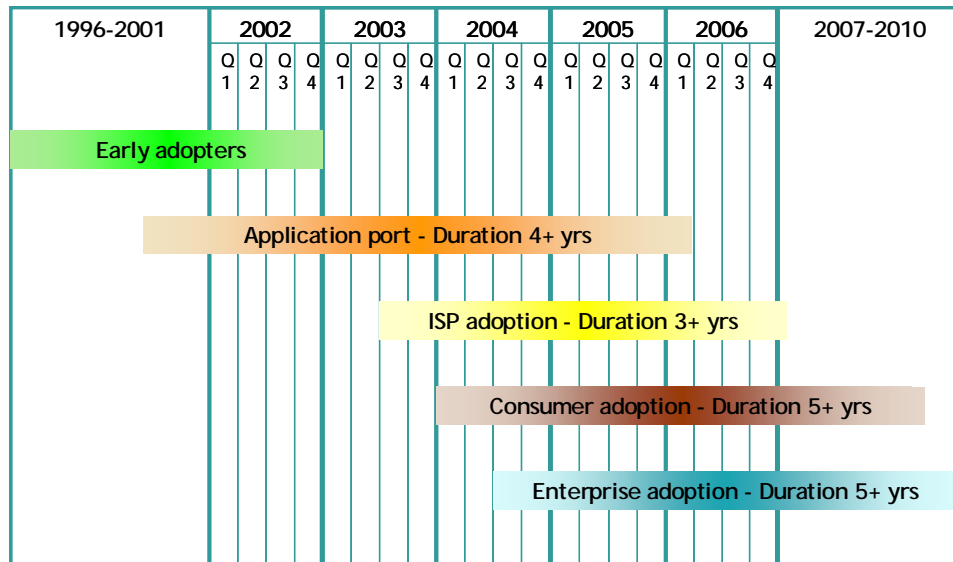 1996-2001 2002 2003 2004 2005 2006 2007-2010
Q Q Q Q Q Q Q Q Q Q Q Q Q Q Q Q Q Q Q Q
1 2 3 4 1 2 3 4 1 2 3 4 1 2 3 4 1 2 3 4
Early adopters
Application port - Duration 4+ yrs
ISP adoption - Duration 3+ yrs
Consumer adoption - Duration 5+ yrs
Enterprise adoption - Duration 5+ yrs